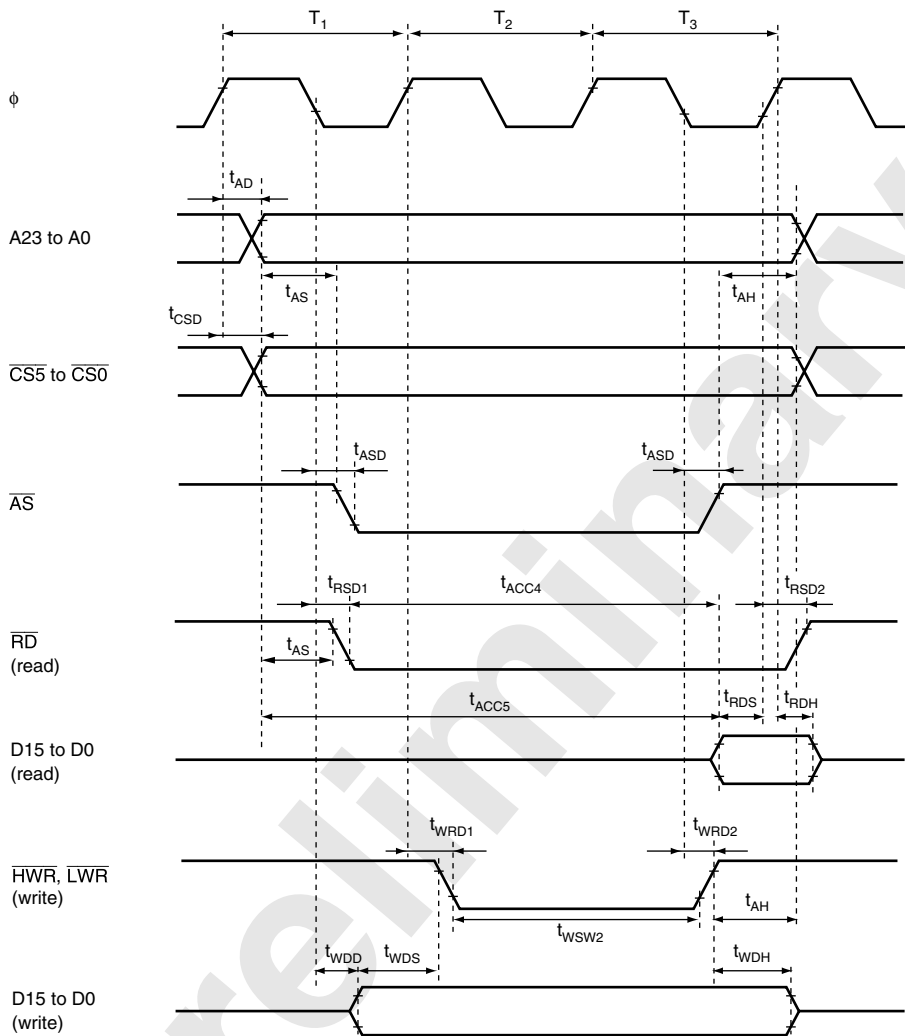 T1 T2 T3
φ
tAD
A23 to A0
tAS tAH
tCSD
CS5 to CS0
tASD tASD
AS
tRSD1 tACC4 tRSD2
RD
(read)
tAS
tACC5 tRDS tRDH
D15 to D0
(read)
tWRD1 tWRD2
HWR, LWR
(write)
tAH
tWSW2
tWDD tWDS tWDH
D15 to D0
(write)
reliminary